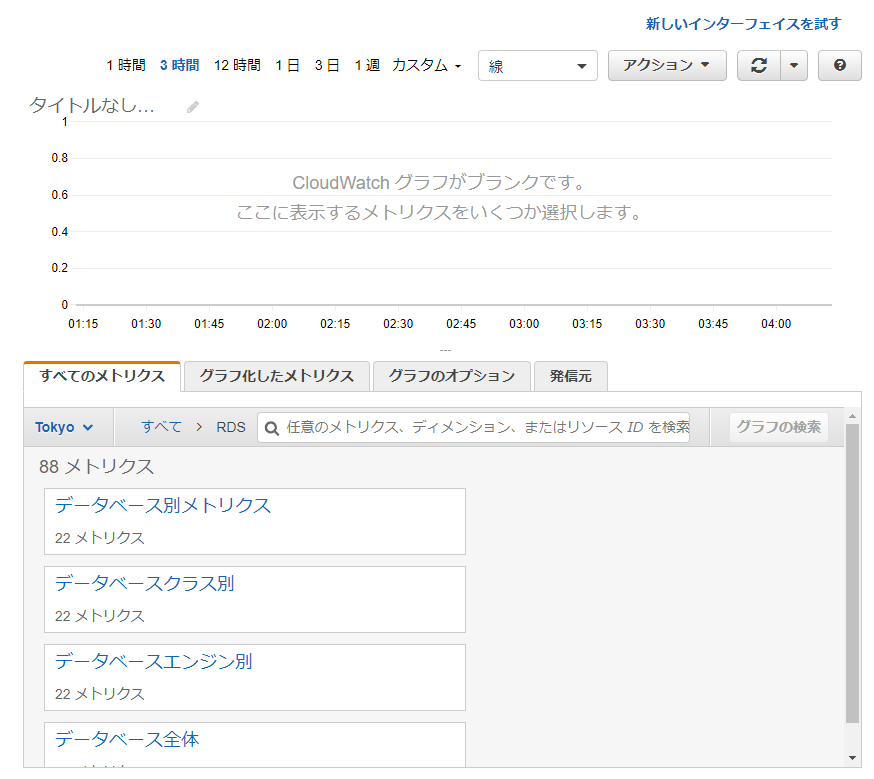 新しいインターフェイスを試す
1 時間 3 時間 12 時間 1 日 3 日 1 週 カスタム 線 アクション
タイトルなし...
1
0.8
0.6
0.4
0.2
0
CloudWatch グラフがブランクです。
ここに表示するメトリクスをいくつか選択します。
01:15 01:30 01:45 02:00 02:15 02:30 02:45 03:00 03:15 03:30 03:45 04:00
すべてのメトリクス グラフ化したメトリクス グラフのオプション 発信元
Tokyo すべて > RDS 任意のメトリクス、ディメンション、またはリソース ID を検索 グラフの検索
88 メトリクス
データベース別メトリクス
22 メトリクス
データベースクラス別
22 メトリクス
データベースエンジン別
22 メトリクス
データベース全体